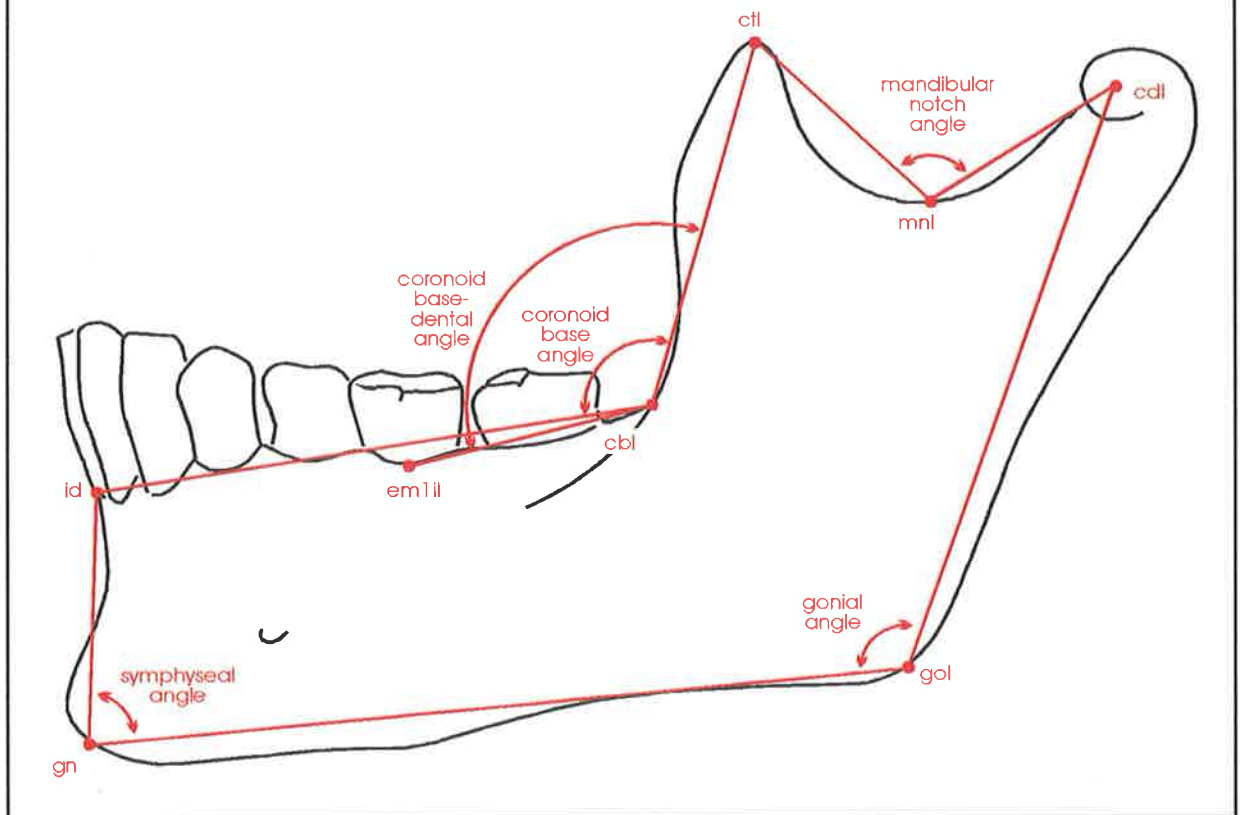 ctl
mandibular
notch
angle
cdl
mnl
coronoid
base-
dental
angle
coronoid
base
angle
cbl
id
em1il
gonial
angle
gol
symphyseal
angle
gn